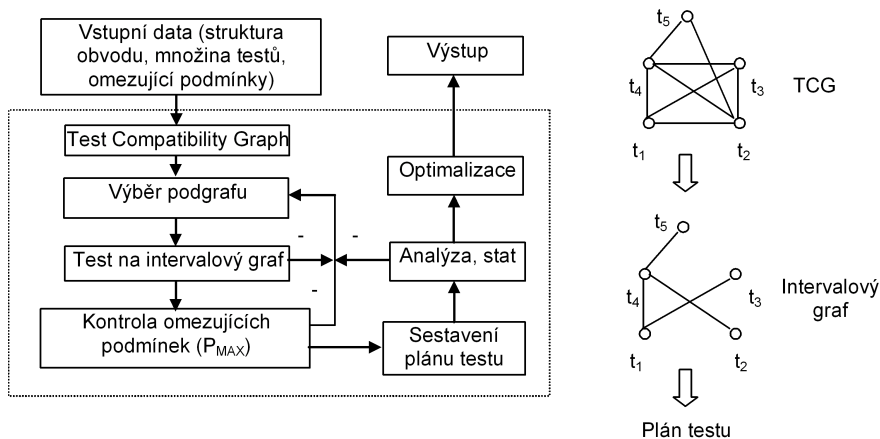 Vstupní data (struktura
obvodu, množina testů,
omezující podmínky)
Test Compatibility Graph
Výběr podgrafu
Test na intervalový graf
Kontrola omezujících
podmínek (PMAX)
-
-
-
Výstup
Optimalizace
Analýza, stat
Sestavení
plánu testu
t5
t4
t3
TCG
t1
t2
t5
t4
t3
Intervalový
graf
t1
t2
Plán testu